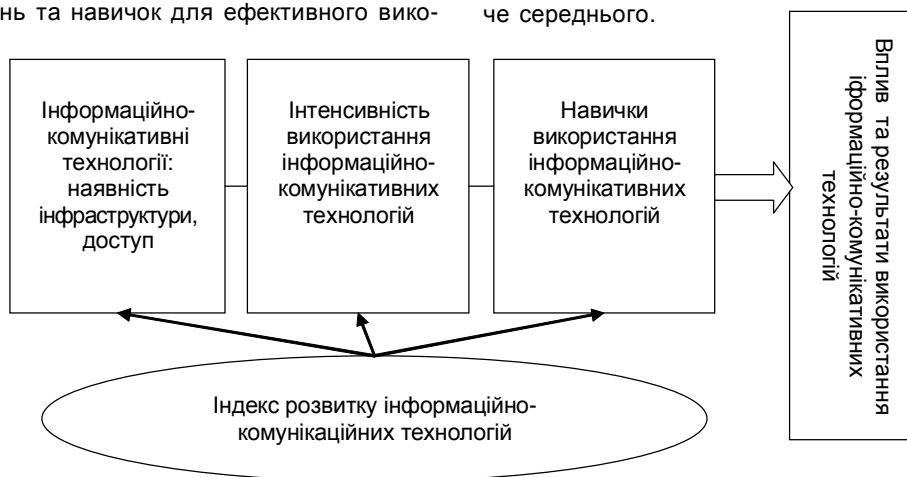 нь та навичок для ефективного вико-
че середнього.
Інформаційно-
комунікативні
технології:
наявність
інфраструктури,
доступ
Інтенсивність
використання
інформаційно-
комунікативних
технологій
Навички
використання
інформаційно-
комунікативних
технологій
Вплив та результати використання
іформаційно-комунікативних
технологій
Індекс розвитку інформаційно-
комунікаційних технологій